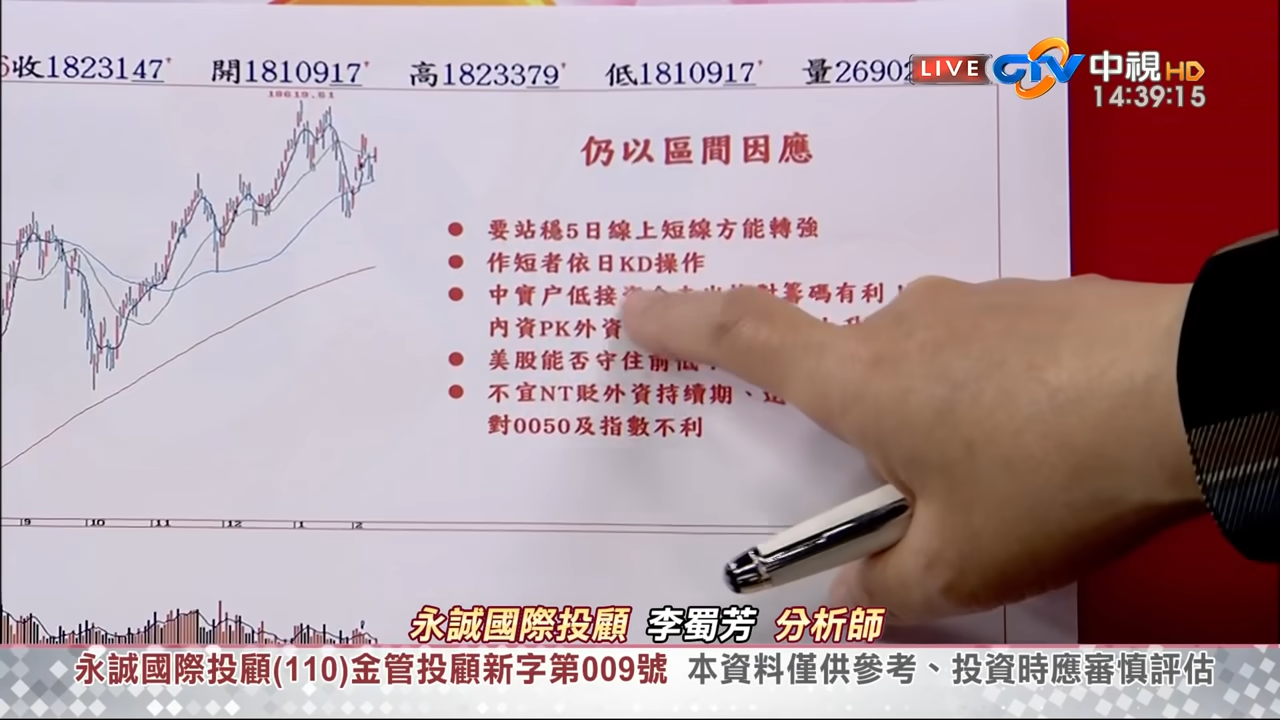 收1823147 開1810917 高1823379 低1810917 量26902
LIVE CTV 中視HD
14:39:15
18619.61
仍以區間因應
● 要站穩5日線上短線方能轉強
● 作短者依日KD操作
● 中實户低接 籌碼有利！
內資PK外資
● 美股能否守住前低
● 不宜NT貶外資持續期、
對0050及指數不利
9 10 11 12 1 2
永誠國際投顧 李蜀芳 分析師
永誠國際投顧(110)金管投顧新字第009號 本資料僅供參考、投資時應審慎評估